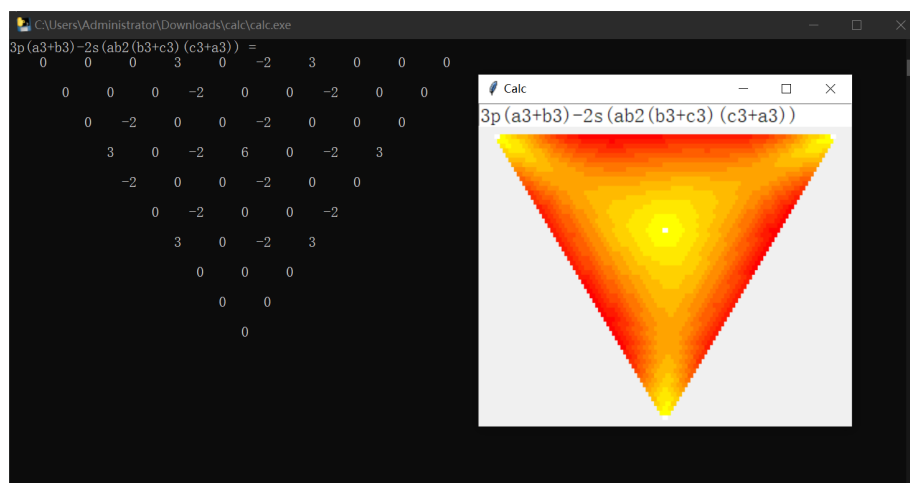 C:\Users\Administrator\Downloads\calc\calc.exe
3p(a3+b3)-2s(ab2(b3+c3)(c3+a3)) =
0 0 0 3 0 -2 3 0 0 0
0 0 0 -2 0 0 -2 0 0
0 -2 0 0 -2 0 0 0
3 0 -2 6 0 -2 3
-2 0 0 -2 0 0
0 -2 0 0 -2
3 0 -2 3
0 0 0
0 0
0
Calc
3p(a3+b3)-2s(ab2(b3+c3)(c3+a3))